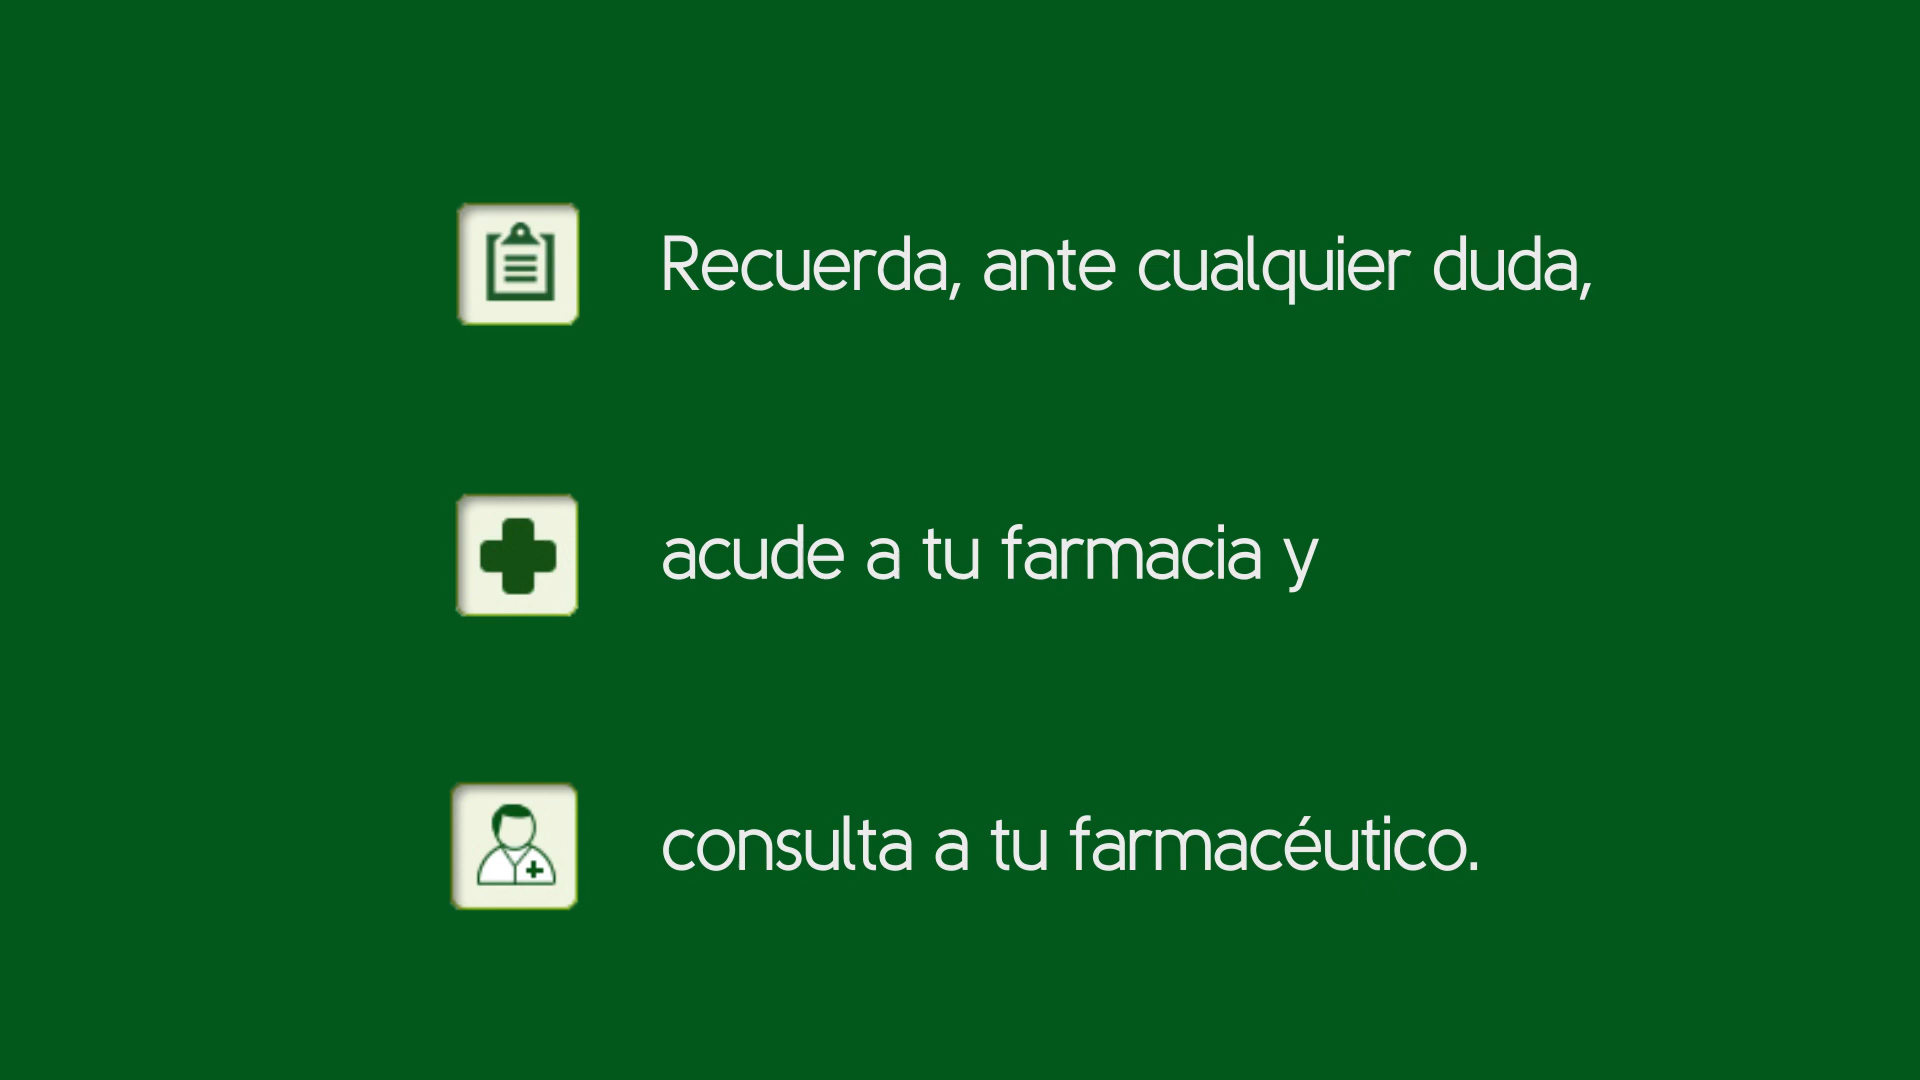 Recuerda, ante cualquier duda,
acude a tu farmacia y
consulta a tu farmacéutico.